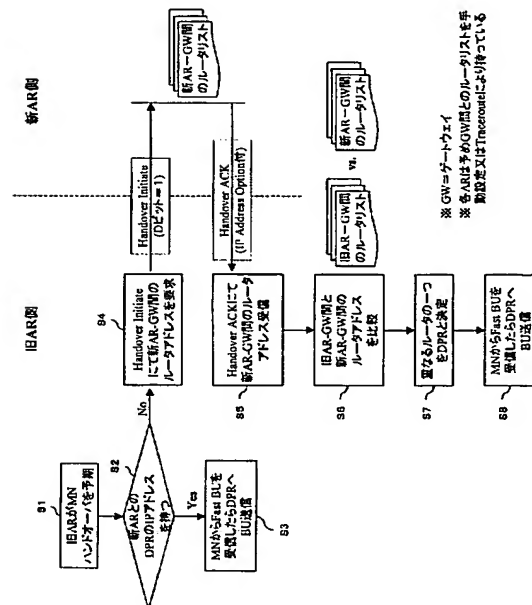 旧AR側
新AR側
S1
旧ARがMN
ハンドオーバを予期
S2
新ARとの
DPRのIPアドレス
を持つ
No
Yes
S3
MNからFast BUを
受信したらDPRへ
BU送信
S4
Handover Initiate
にて新AR-GW間の
ルータアドレスを要求
Handover Initiate
(Dビット=1)
新AR-GW間
のルータリスト
Handover ACK
(IP Address Option付)
S5
Handover ACKにて
新AR-GW間のルータ
アドレス受信
S6
旧AR-GW間と
新AR-GW間の
ルータアドレス
を比較
旧AR-GW間
のルータリスト
vs.
新AR-GW間
のルータリスト
S7
異なるルータの一つ
をDPRと決定
S8
MNからFast BUを
受信したらDPRへ
BU送信
※ GW=ゲートウェイ
※ 各ARは予めGW間とのルータリストを手
動設定又はTracerouteにより持っている